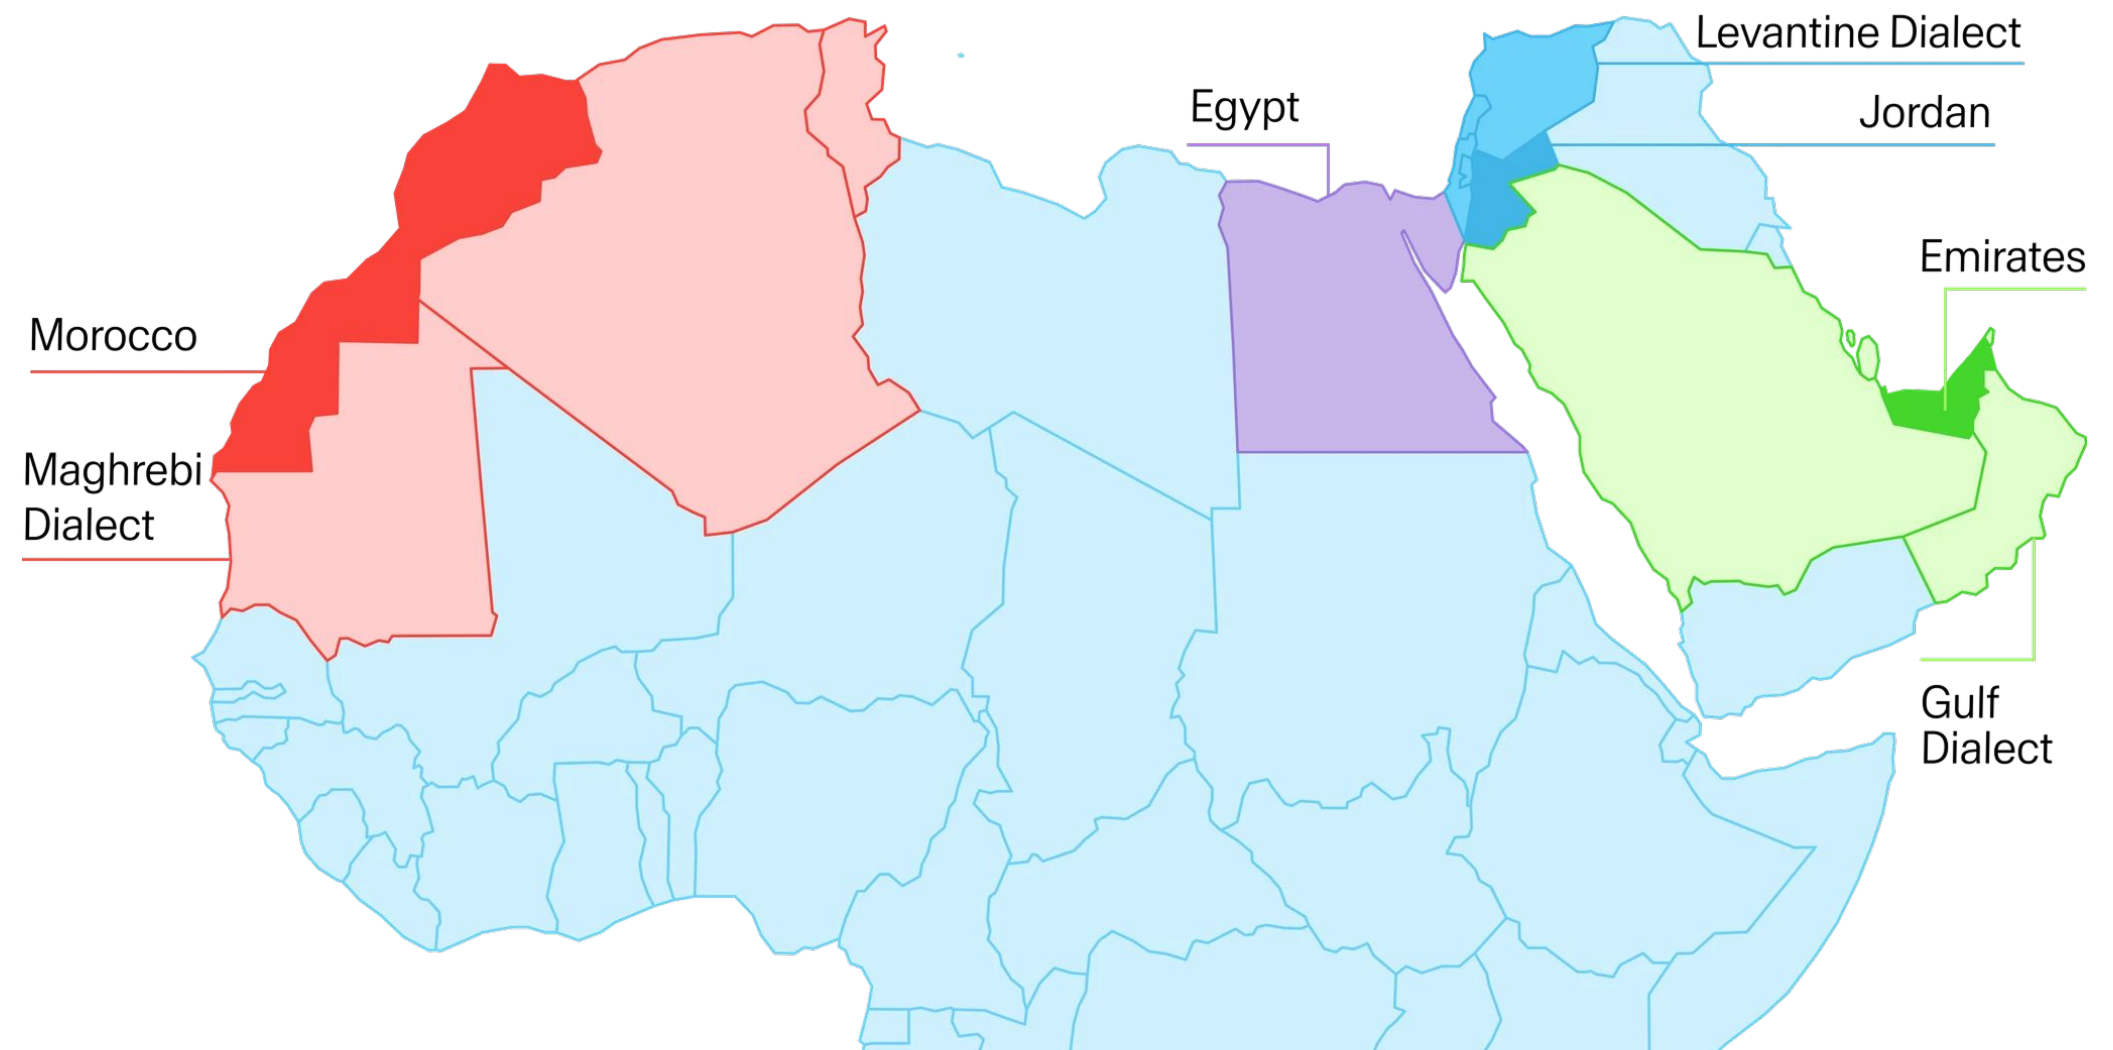 Levantine Dialect
Jordan
Egypt
Emirates
Morocco
Maghrebi
Dialect
Gulf
Dialect